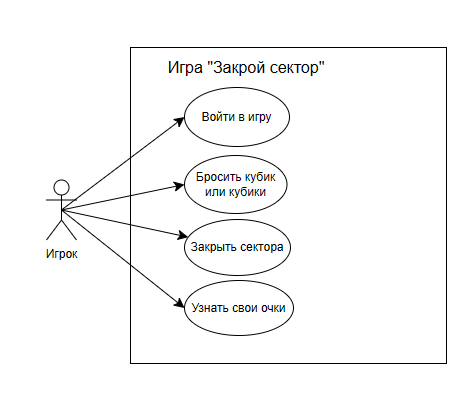 Игра "Закрой сектор"
Войти в игру
Бросить кубик
или кубики
Закрыть сектора
Игрок
Узнать свои очки